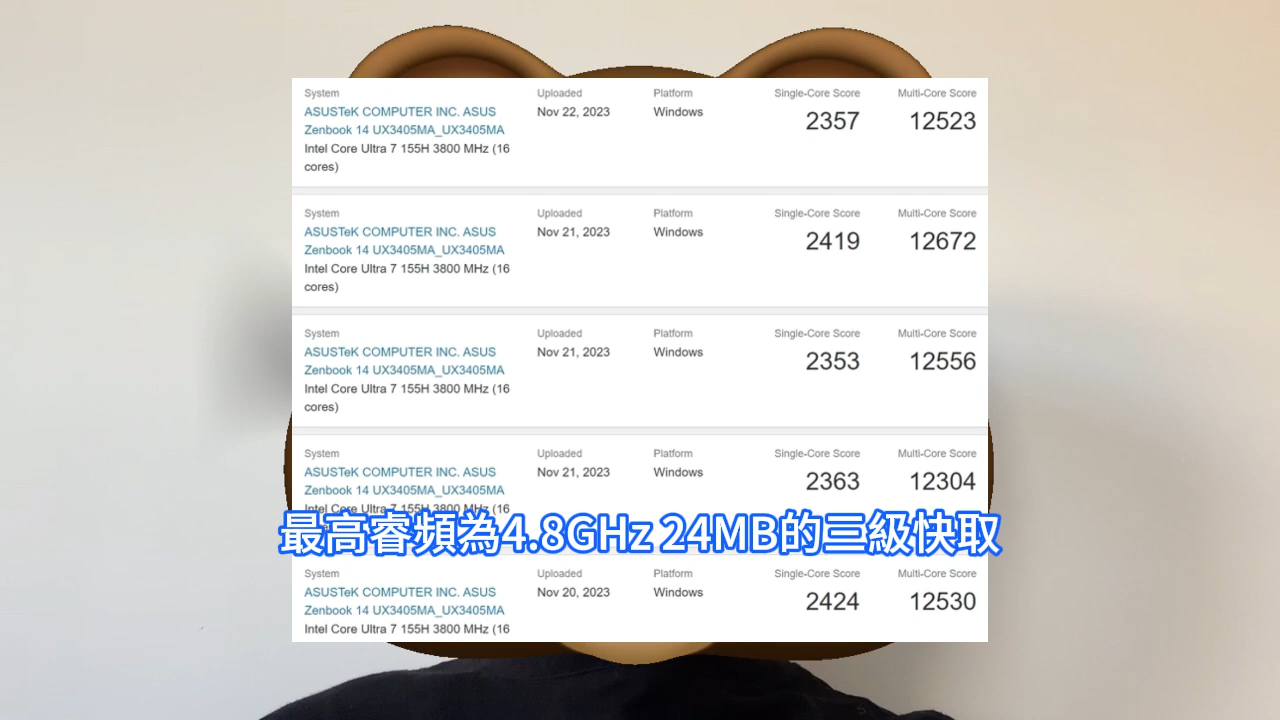 System Uploaded Platform Single-Core Score Multi-Core Score
ASUSTeK COMPUTER INC. ASUS Nov 22, 2023 Windows 2357 12523
Zenbook 14 UX3405MA_UX3405MA
Intel Core Ultra 7 155H 3800 MHz (16
cores)
System Uploaded Platform Single-Core Score Multi-Core Score
ASUSTeK COMPUTER INC. ASUS Nov 21, 2023 Windows 2419 12672
Zenbook 14 UX3405MA_UX3405MA
Intel Core Ultra 7 155H 3800 MHz (16
cores)
System Uploaded Platform Single-Core Score Multi-Core Score
ASUSTeK COMPUTER INC. ASUS Nov 21, 2023 Windows 2353 12556
Zenbook 14 UX3405MA_UX3405MA
Intel Core Ultra 7 155H 3800 MHz (16
cores)
System Uploaded Platform Single-Core Score Multi-Core Score
ASUSTeK COMPUTER INC. ASUS Nov 21, 2023 Windows 2363 12304
Zenbook 14 UX3405MA_UX3405MA
Intel Core Ultra 7 155H 3800 MHz (16
最高睿頻為4.8GHz 24MB的三級快取
System Uploaded Platform Single-Core Score Multi-Core Score
ASUSTeK COMPUTER INC. ASUS Nov 20, 2023 Windows 2424 12530
Zenbook 14 UX3405MA_UX3405MA
Intel Core Ultra 7 155H 3800 MHz (16